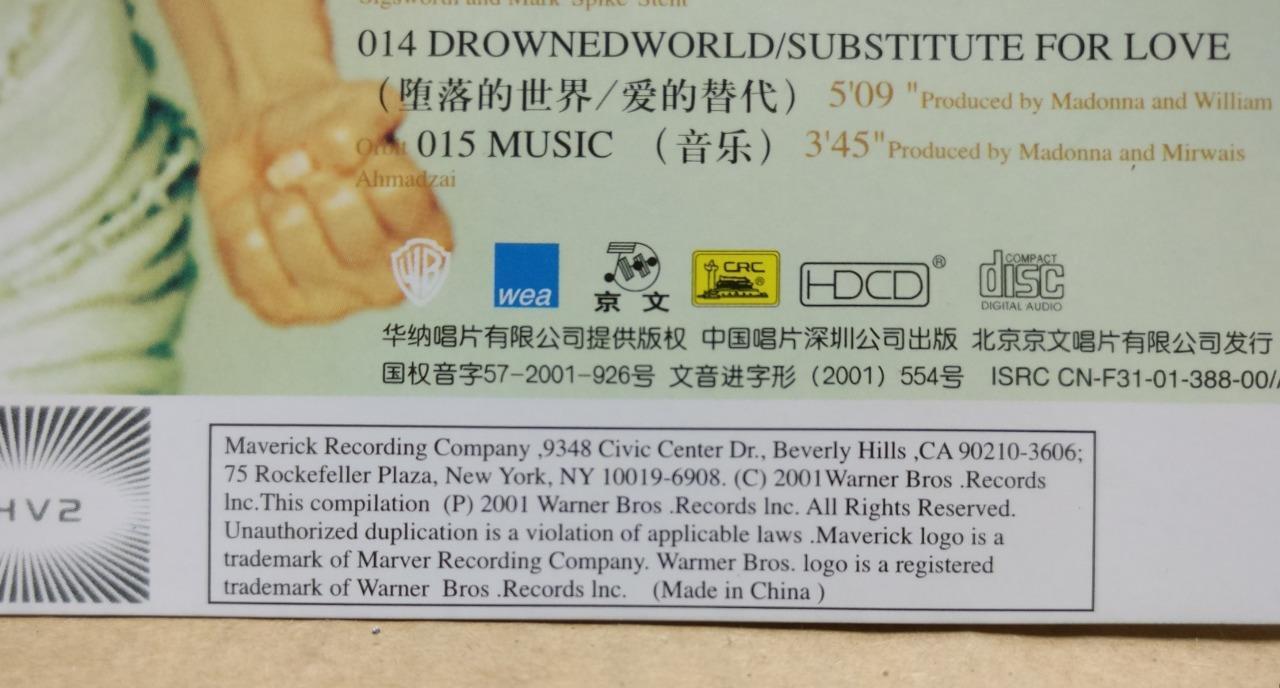 Sigsworth and Mark "Spike" Stent
014 DROWNEDWORLD/SUBSTITUTE FOR LOVE
（堕落的世界/爱的替代） 5'09 "Produced by Madonna and William
Orbit 015 MUSIC （音乐） 3'45"Produced by Madonna and Mirwais
Ahmadzai
WB wea 京文 CRC ® HDCD ® COMPACT disc DIGITAL AUDIO
华纳唱片有限公司提供版权 中国唱片深圳公司出版 北京京文唱片有限公司发行
国权音字57-2001-926号 文音进字形（2001）554号 ISRC CN-F31-01-388-00/
HV2
Maverick Recording Company ,9348 Civic Center Dr., Beverly Hills ,CA 90210-3606;
75 Rockefeller Plaza, New York, NY 10019-6908. (C) 2001Warner Bros .Records
lnc.This compilation (P) 2001 Warner Bros .Records lnc. All Rights Reserved.
Unauthorized duplication is a violation of applicable laws .Maverick logo is a
trademark of Marver Recording Company. Warmer Bros. logo is a registered
trademark of Warner Bros .Records lnc. (Made in China )